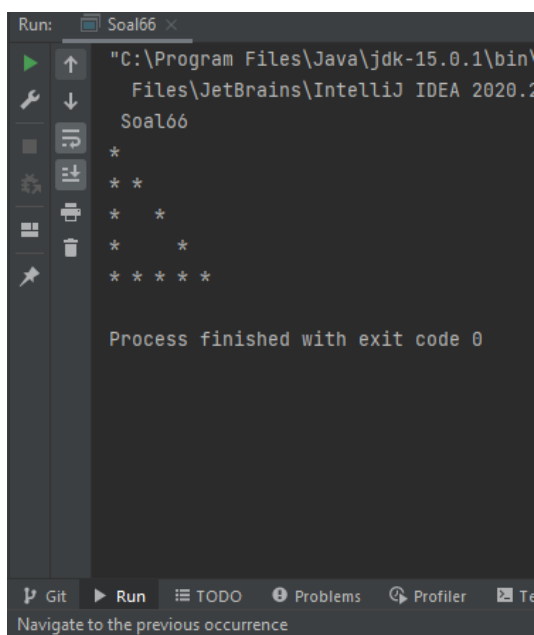 Run: Soal66
"C:\Program Files\Java\jdk-15.0.1\bin\
Files\JetBrains\IntelliJ IDEA 2020.2
Soal66
*
* *
*   *
*     *
* * * * *
Process finished with exit code 0
Git Run TODO Problems Profiler
Navigate to the previous occurrence